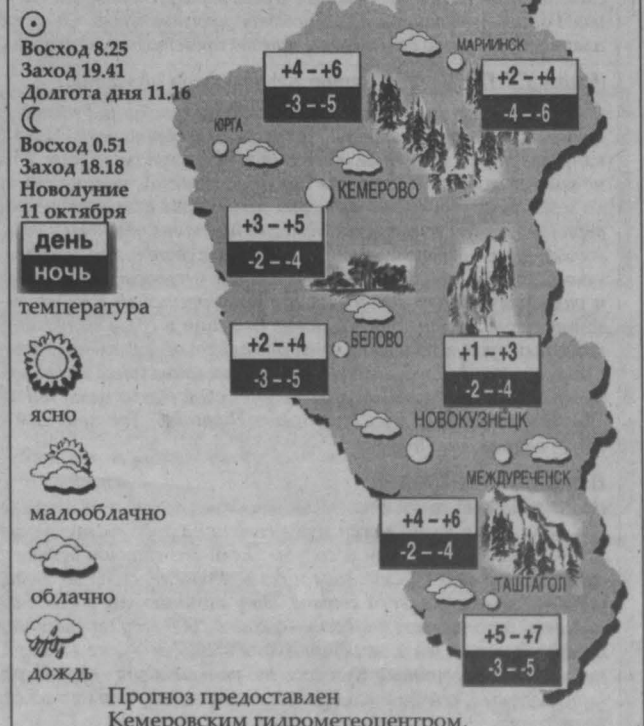 Восход 8.25
Заход 19.41
Долгота дня 11.16
Восход 0.51
Заход 18.18
Новолуние
11 октября
день
ночь
температура
ясно
малооблачно
облачно
дождь
МАРИИНСК
+4 – +6
-3 – -5
+2 – +4
-4 – -6
ЮРГА
КЕМЕРОВО
+3 – +5
-2 – -4
БЕЛОВО
+2 – +4
-3 – -5
+1 – +3
-2 – -4
НОВОКУЗНЕЦК
МЕЖДУРЕЧЕНСК
+4 – +6
-2 – -4
ТАШТАГОЛ
+5 – +7
-3 – -5
Прогноз предоставлен
Кемеровским гидрометеоцентром.